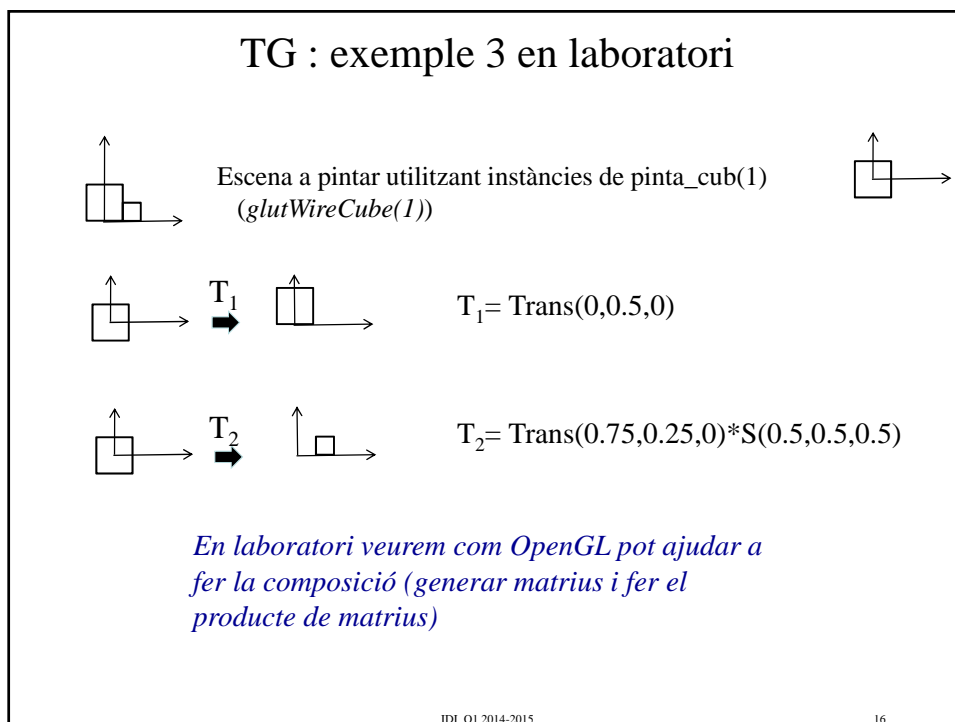 TG : exemple 3 en laboratori
Escena a pintar utilitzant instàncies de pinta_cub(1)
(glutWireCube(1))
T₁
T₁= Trans(0,0.5,0)
T₂
T₂= Trans(0.75,0.25,0)*S(0.5,0.5,0.5)
En laboratori veurem com OpenGL pot ajudar a
fer la composició (generar matrius i fer el
producte de matrius)
IDI Q1 2014-2015
16